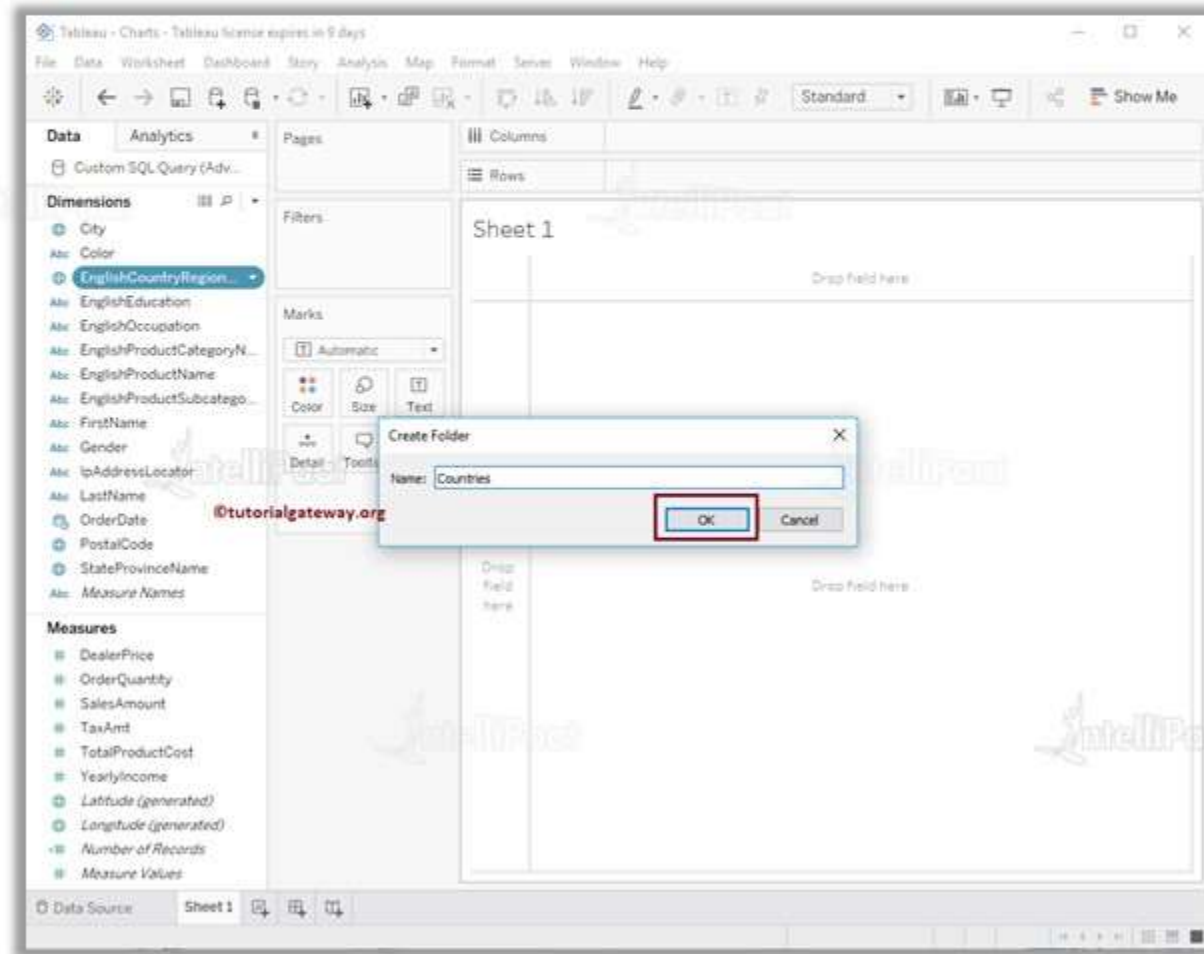 Tableau - Charts - Tableau license expires in 9 days
File Data Worksheet Dashboard Story Analysis Map Format Server Window Help
Standard
Show Me
Data Analytics
Pages
Columns
Custom SQL Query (Adv...
Rows
Dimensions
Filters
Sheet 1
City
Color
EnglishCountryRegion...
Drop field here
EnglishEducation
Marks
EnglishOccupation
EnglishProductCategoryN...
Automatic
EnglishProductName
EnglishProductSubcatego...
Color Size Text
FirstName
Gender
Detail Toolti
IpAddressLocator
LastName
OrderDate
PostalCode
StateProvinceName
Measure Names
Create Folder
Name: Countries
OK Cancel
©tutorialgateway.org
Drop
field
here
Drop field here
Measures
DealerPrice
OrderQuantity
SalesAmount
TaxAmt
TotalProductCost
YearlyIncome
Latitude (generated)
Longitude (generated)
Number of Records
Measure Values
Data Source Sheet 1
IntelliPaat